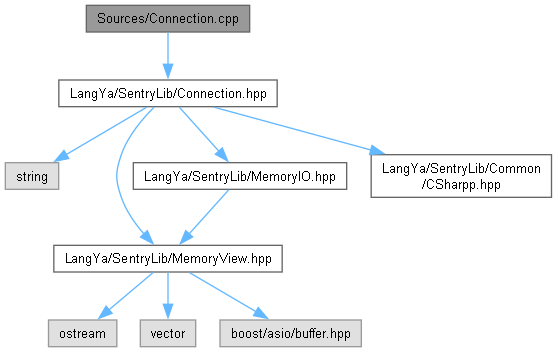 Sources/Connection.cpp
LangYa/SentryLib/Connection.hpp
string
LangYa/SentryLib/MemoryIO.hpp
LangYa/SentryLib/Common
/CSharpp.hpp
LangYa/SentryLib/MemoryView.hpp
ostream
vector
boost/asio/buffer.hpp